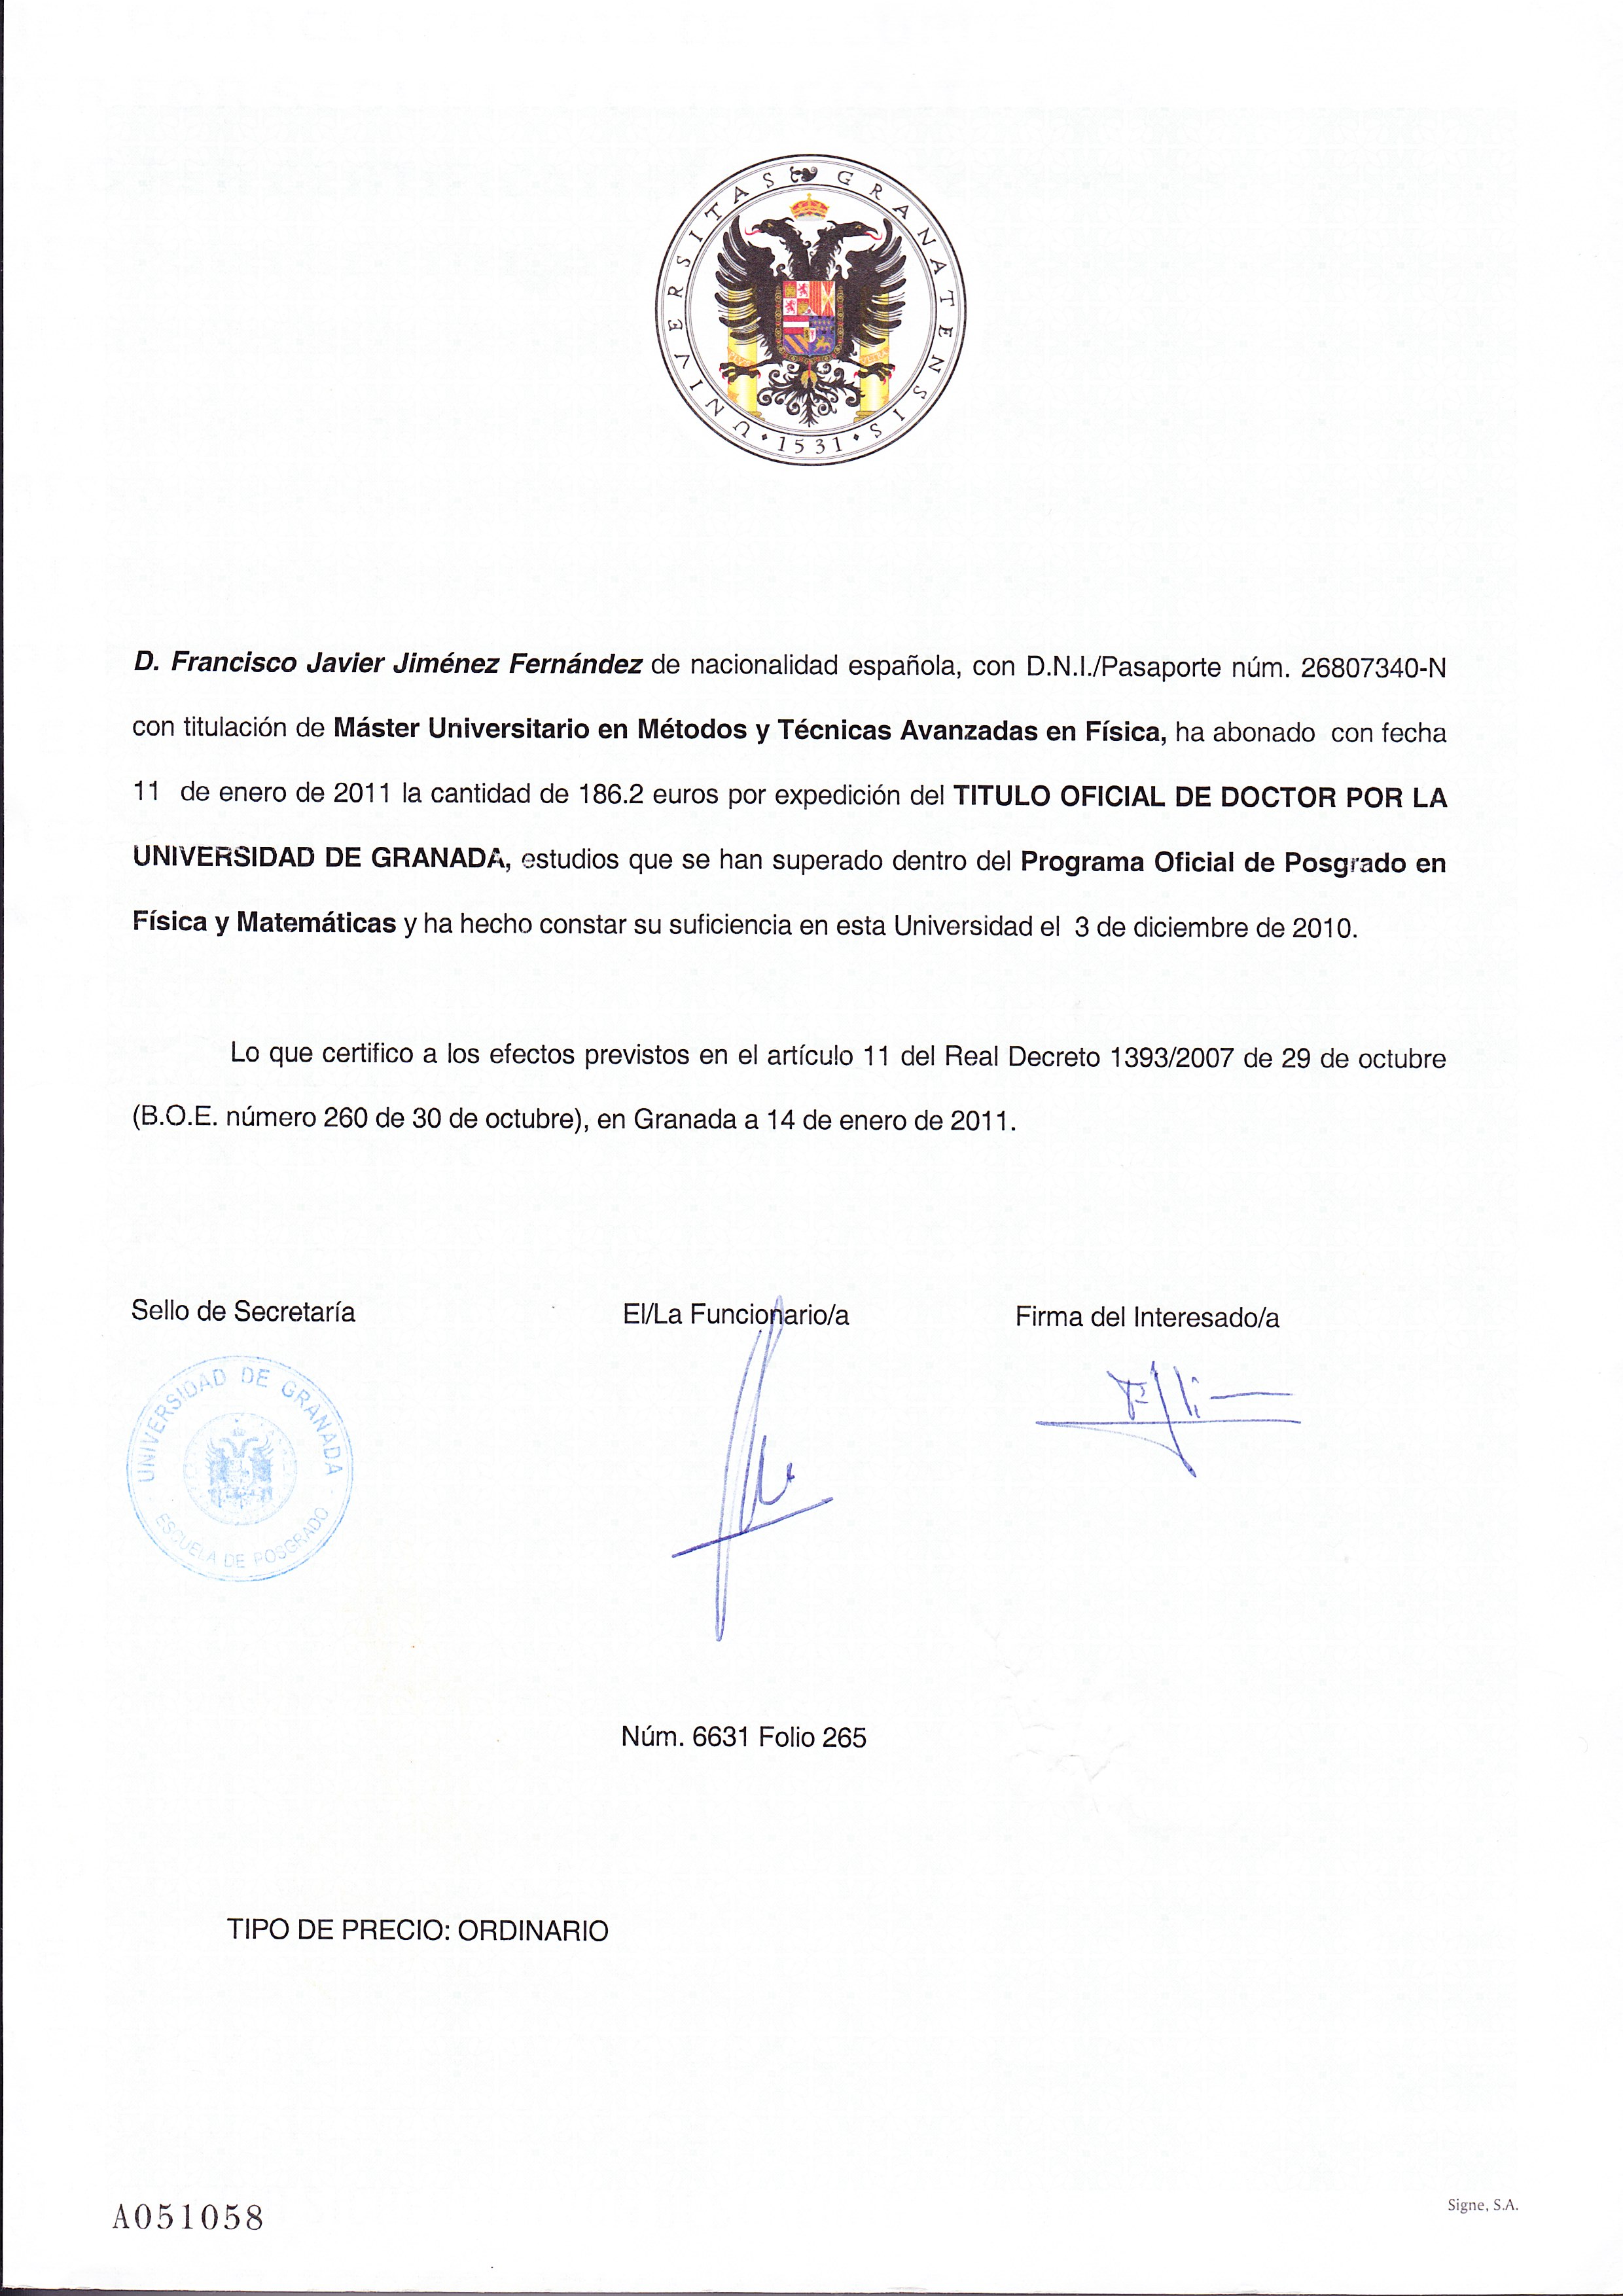 UNIVERSITAS GRANATENSIS
1531
D. Francisco Javier Jiménez Fernández de nacionalidad española, con D.N.I./Pasaporte núm. 26807340-N
con titulación de Máster Universitario en Métodos y Técnicas Avanzadas en Física, ha abonado con fecha
11 de enero de 2011 la cantidad de 186.2 euros por expedición del TITULO OFICIAL DE DOCTOR POR LA
UNIVERSIDAD DE GRANADA, estudios que se han superado dentro del Programa Oficial de Posgrado en
Física y Matemáticas y ha hecho constar su suficiencia en esta Universidad el 3 de diciembre de 2010.
Lo que certifico a los efectos previstos en el artículo 11 del Real Decreto 1393/2007 de 29 de octubre
(B.O.E. número 260 de 30 de octubre), en Granada a 14 de enero de 2011.
Sello de Secretaría El/La Funcionario/a Firma del Interesado/a
UNIVERSIDAD DE GRANADA
ESCUELA DE POSGRADO
Núm. 6631 Folio 265
TIPO DE PRECIO: ORDINARIO
A051058
Signe, S.A.